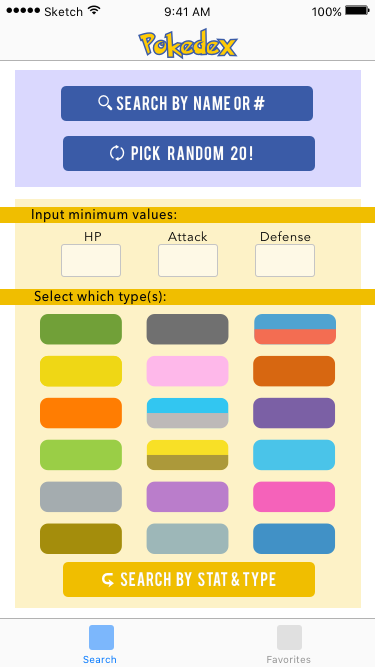 Sketch 9:41 AM 100%
Pokedex
SEARCH BY NAME OR #
PICK RANDOM 20!
Input minimum values:
HP Attack Defense
Select which type(s):
SEARCH BY STAT & TYPE
Search Favorites